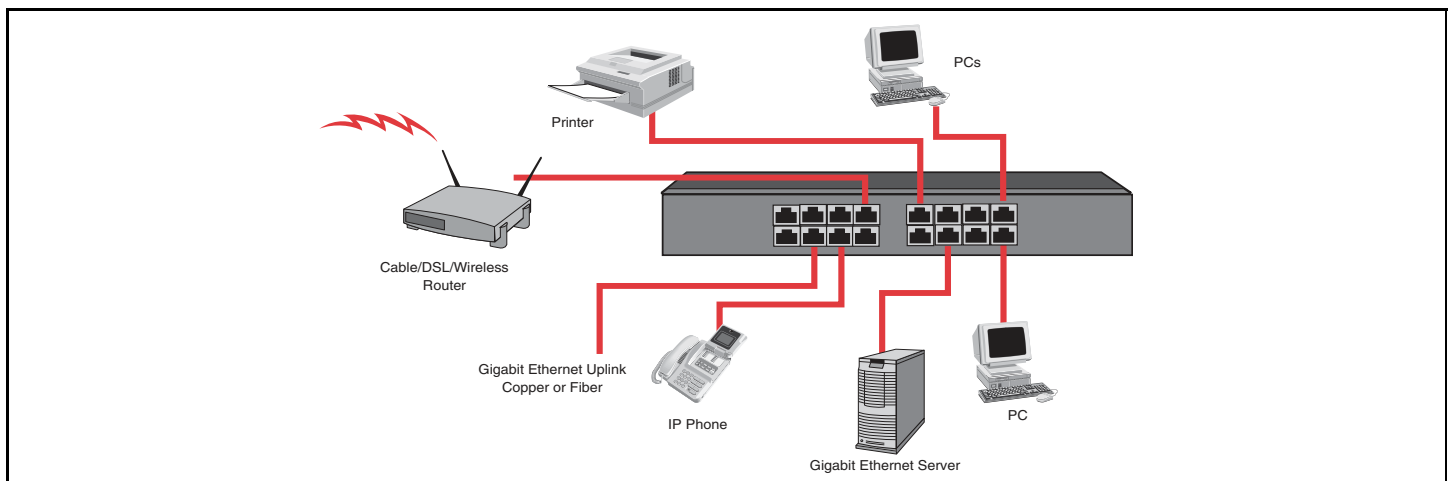 PCs
Printer
Cable/DSL/Wireless
Router
Gigabit Ethernet Uplink
Copper or Fiber
IP Phone
PC
Gigabit Ethernet Server